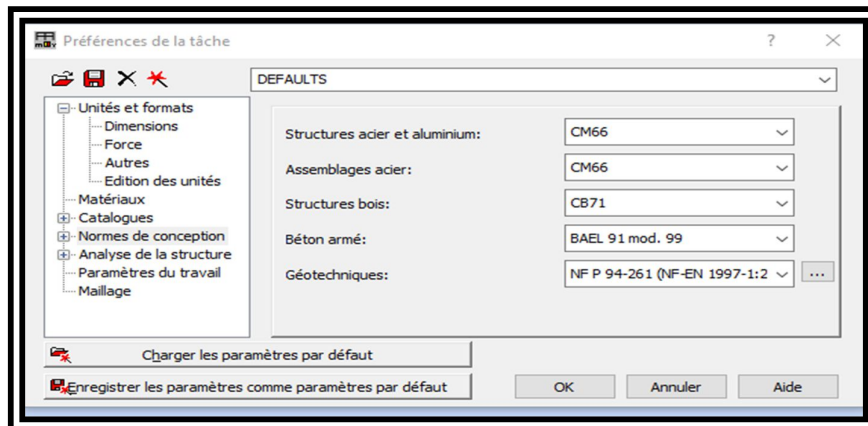 Préférences de la tâche ?
DEFAULTS
Unités et formats
Dimensions
Force
Autres
Edition des unités
Matériaux
Catalogues
Normes de conception
Analyse de la structure
Paramètres du travail
Maillage
Structures acier et aluminium: CM66
Assemblages acier: CM66
Structures bois: CB71
Béton armé: BAEL 91 mod. 99
Géotechniques: NF P 94-261 (NF-EN 1997-1:2 ...
Charger les paramètres par défaut
Enregistrer les paramètres comme paramètres par défaut
OK Annuler Aide